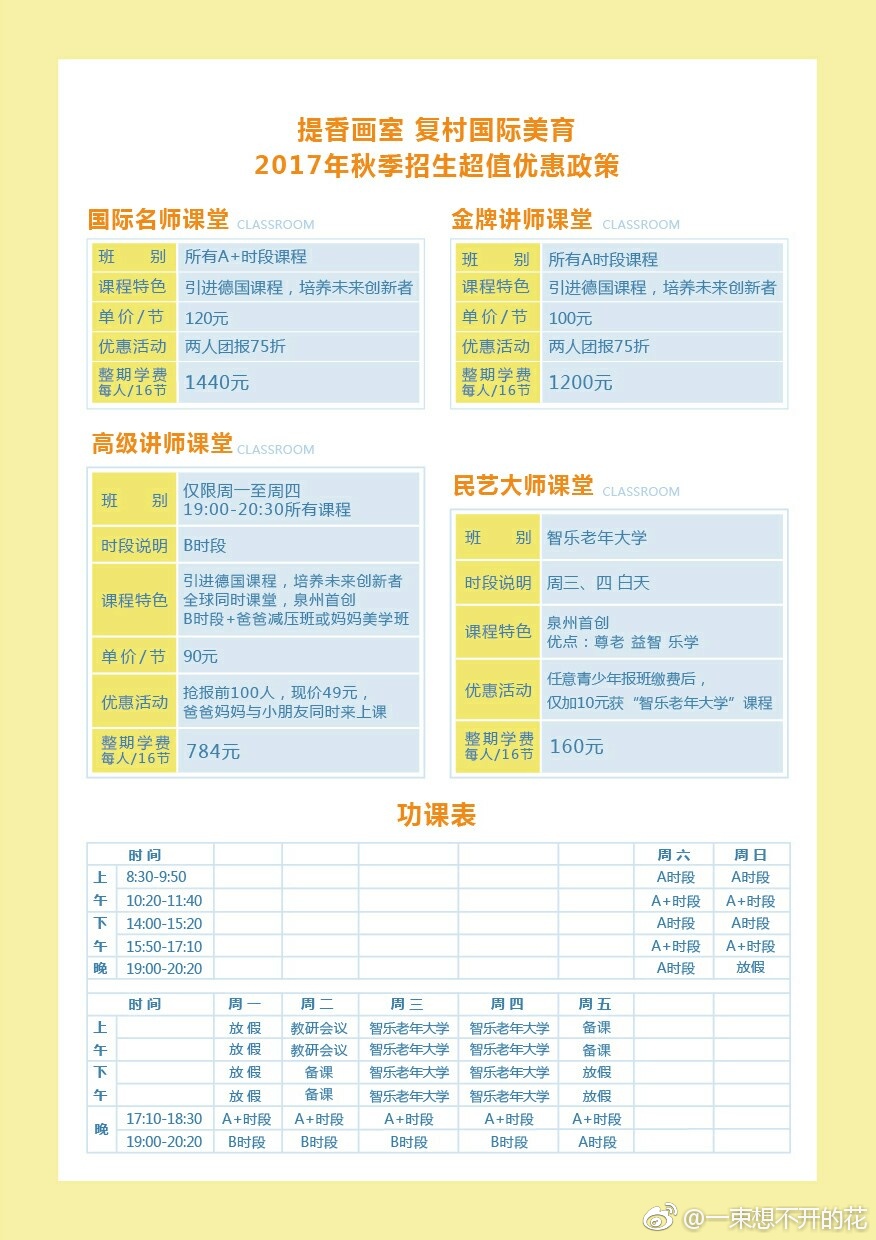 提香画室 复村国际美育
2017年秋季招生超值优惠政策
国际名师课堂 CLASSROOM
班 别 所有A+时段课程
课程特色 引进德国课程，培养未来创新者
单价/节 120元
优惠活动 两人团报75折
整期学费
每人/16节 1440元
金牌讲师课堂 CLASSROOM
班 别 所有A时段课程
课程特色 引进德国课程，培养未来创新者
单价/节 100元
优惠活动 两人团报75折
整期学费
每人/16节 1200元
高级讲师课堂 CLASSROOM
班 别 仅限周一至周四
19:00-20:30所有课程
时段说明 B时段
课程特色 引进德国课程，培养未来创新者
全球同时课堂，泉州首创
B时段+爸爸减压班或妈妈美学班
单价/节 90元
优惠活动 抢报前100人，现价49元，
爸爸妈妈与小朋友同时来上课
整期学费
每人/16节 784元
民艺大师课堂 CLASSROOM
班 别 智乐老年大学
时段说明 周三、四 白天
课程特色 泉州首创
优点：尊老 益智 乐学
优惠活动 任意青少年报班缴费后，
仅加10元获“智乐老年大学”课程
整期学费
每人/16节 160元
功课表
时间 周六 周日
上 8:30-9:50 A时段 A时段
午 10:20-11:40 A+时段 A+时段
下 14:00-15:20 A时段 A时段
午 15:50-17:10 A+时段 A+时段
晚 19:00-20:20 A时段 放假
时间 周一 周二 周三 周四 周五
上 放假 教研会议 智乐老年大学 智乐老年大学 备课
午 放假 教研会议 智乐老年大学 智乐老年大学 备课
下 放假 备课 智乐老年大学 智乐老年大学 放假
午 放假 备课 智乐老年大学 智乐老年大学 放假
晚 17:10-18:30 A+时段 A+时段 A+时段 A+时段 A+时段
19:00-20:20 B时段 B时段 B时段 B时段 A时段
@一束想不开的花